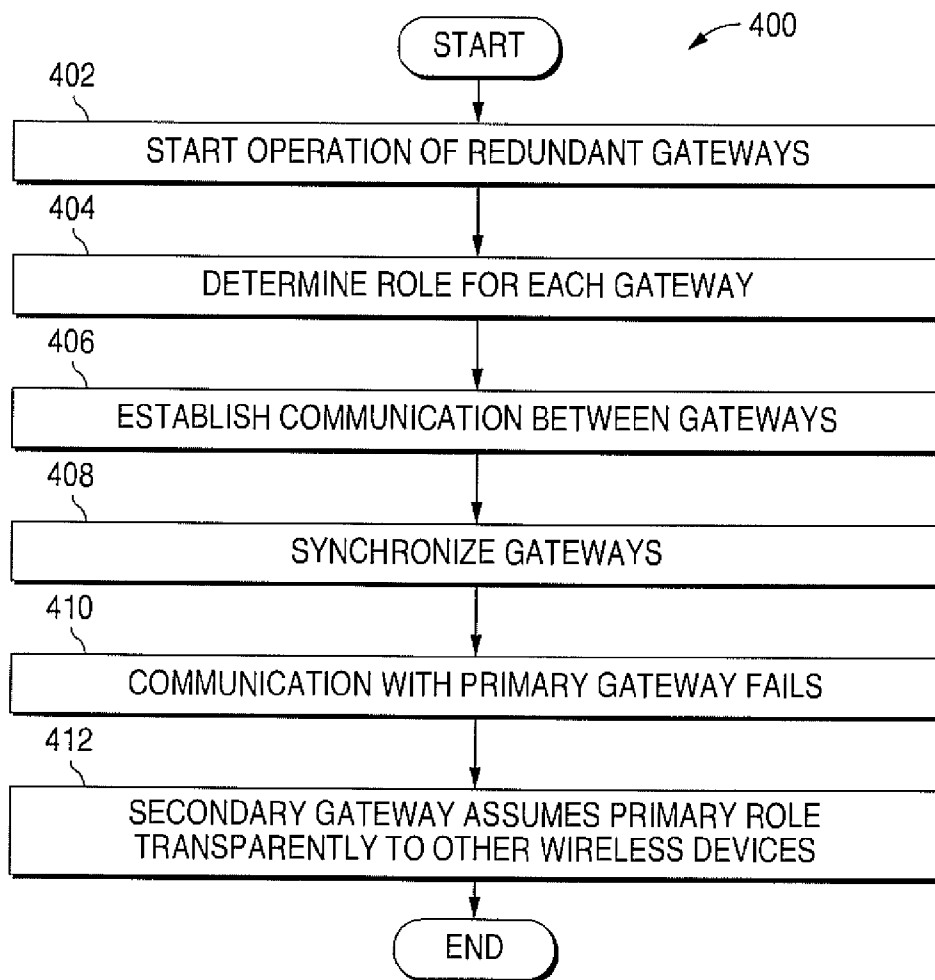 START
400
402
START OPERATION OF REDUNDANT GATEWAYS
404
DETERMINE ROLE FOR EACH GATEWAY
406
ESTABLISH COMMUNICATION BETWEEN GATEWAYS
408
SYNCHRONIZE GATEWAYS
410
COMMUNICATION WITH PRIMARY GATEWAY FAILS
412
SECONDARY GATEWAY ASSUMES PRIMARY ROLE
TRANSPARENTLY TO OTHER WIRELESS DEVICES
END